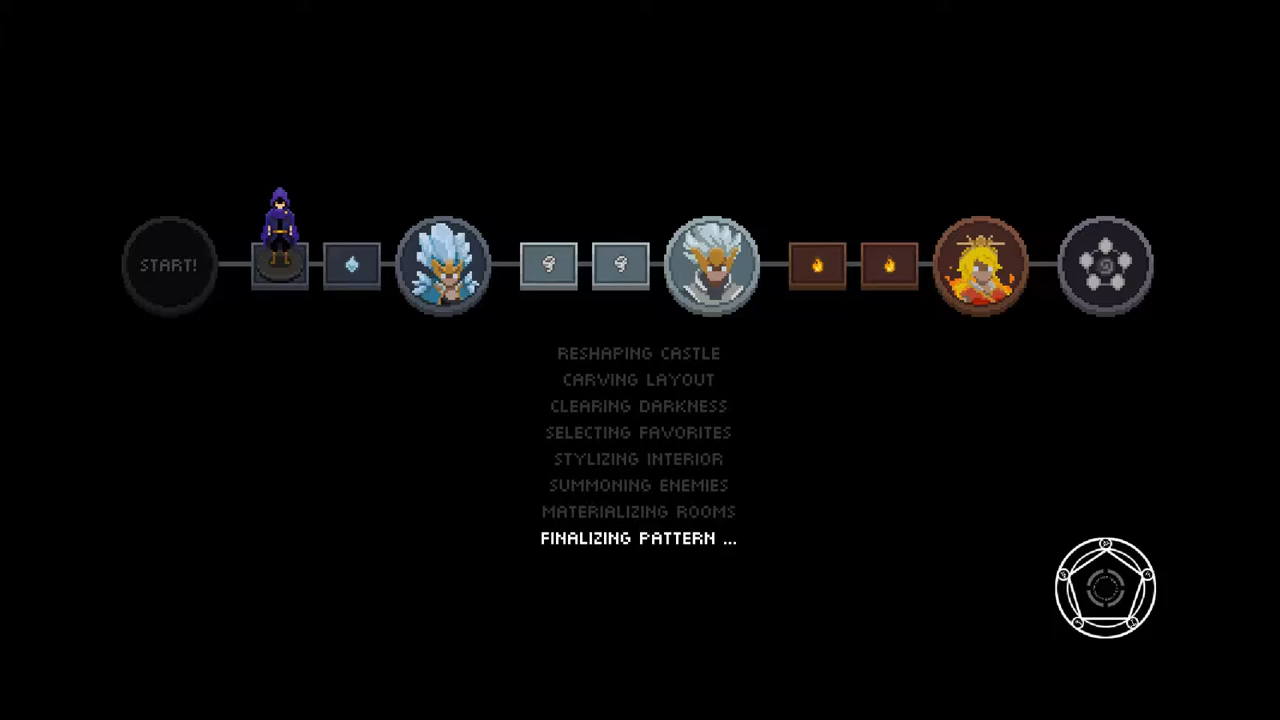 START!
RESHAPING CASTLE
CARVING LAYOUT
CLEARING DARKNESS
SELECTING FAVORITES
STYLIZING INTERIOR
SUMMONING ENEMIES
MATERIALIZING ROOMS
FINALIZING PATTERN ...